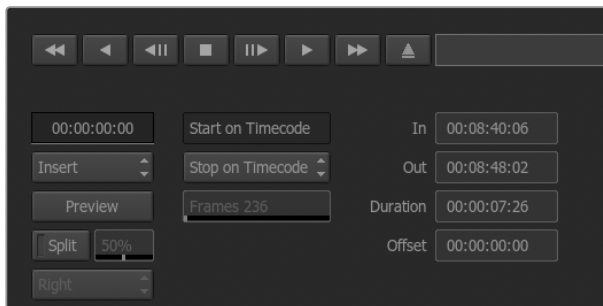 00:00:00:00 Start on Timecode In 00:08:40:06
Insert Stop on Timecode Out 00:08:48:02
Preview Frames 236 Duration 00:00:07:26
Split 50% Offset 00:00:00:00
Right